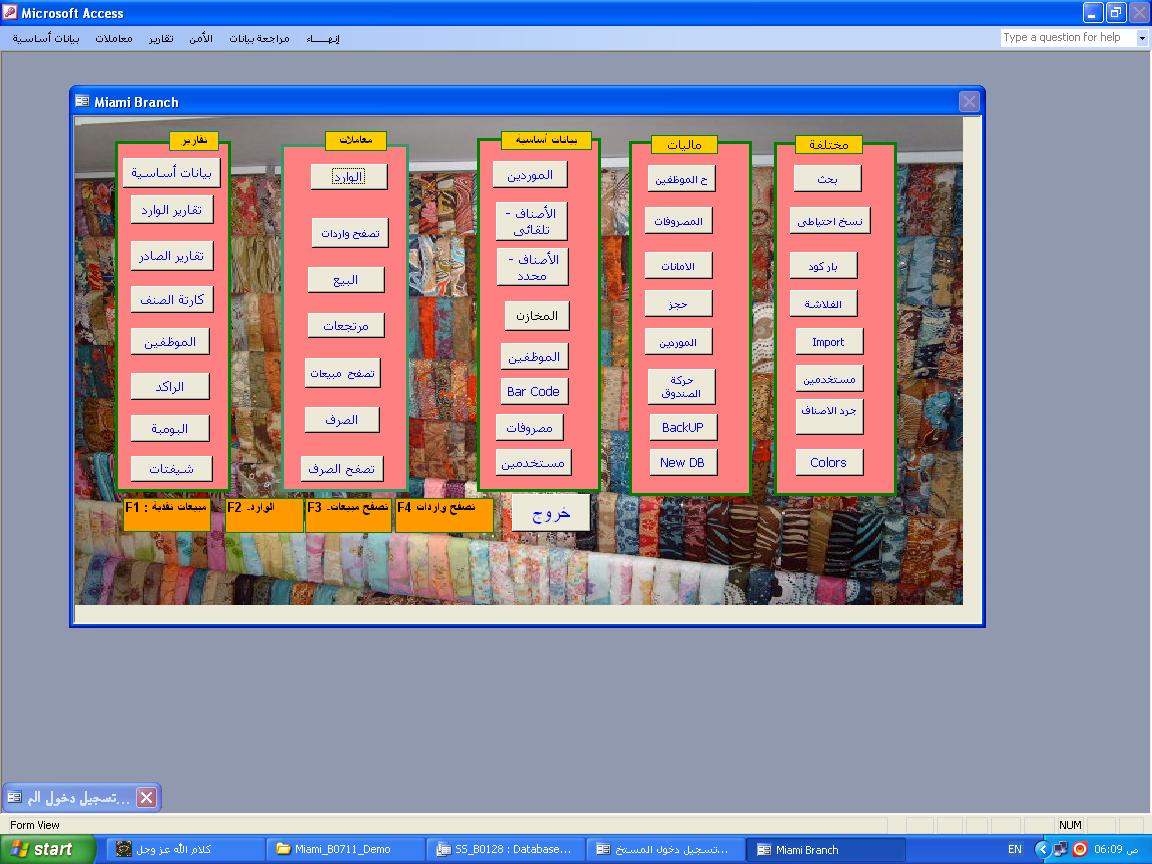 Microsoft Access
بيانات أساسية
معاملات
تقارير
الأمن
مراجعة بيانات
إنهــــاء
Type a question for help
Miami Branch
تقارير
بيانات أساسية
تقارير الوارد
تقارير الصادر
كارتة الصنف
الموظفين
الراكد
اليومية
شيفتات
معاملات
الوارد
تصفح واردات
البيع
مرتجعات
تصفح مبيعات
الصرف
تصفح الصرف
بيانات أساسية
الموردين
الأصناف -
تلقائى
الأصناف -
محدد
المخازن
الموظفين
Bar Code
مصروفات
مستخدمين
ماليات
ح الموظفين
المصروفات
الامانات
حجز
الموردين
حركة
الصندوق
BackUP
New DB
مختلفة
بحث
نسخ احتياطى
بار كود
الفلاشة
Import
مستخدمين
جرد الاصناف
Colors
F1 : مبيعات نقدية
F2 الوارد۔
F3 تصفح مبيعات۔
F4 تصفح واردات
خروج
تسجيل دخول الم...
Form View
NUM
start
كلام الله عز وجل
Miami_B0711_Demo
SS_B0128 : Database...
تسجيل دخول المستخ...
Miami Branch
EN
06:09 ص